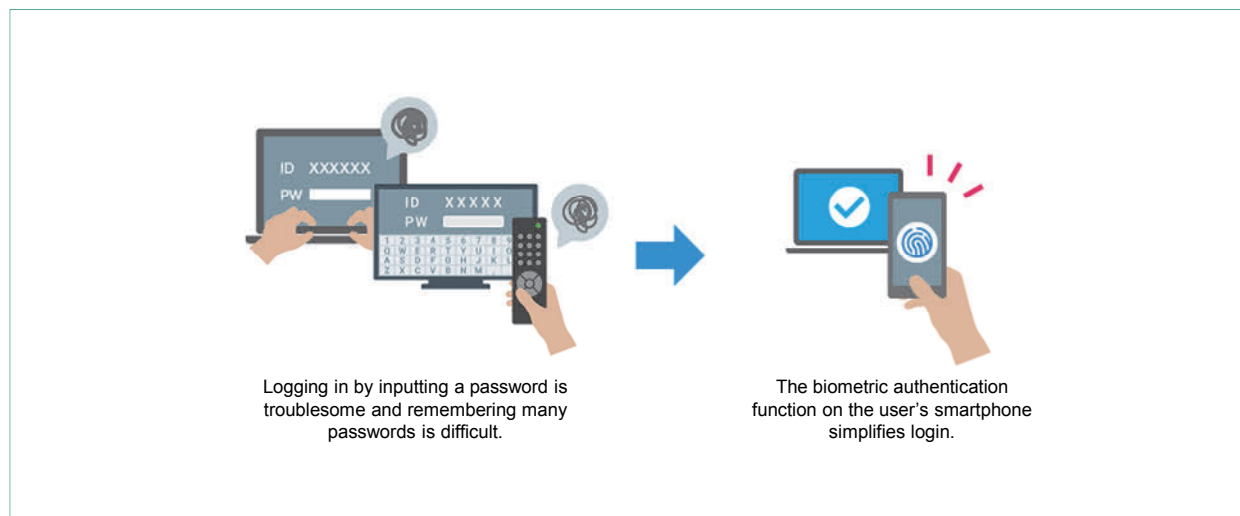 ID XXXXXX
PW
ID XXXXX
PW
1 2 3 4 5 6 7 8 9
Q W E R T Y U I O
A S D F G H J K L
Z X C V B N M
Logging in by inputting a password is
troublesome and remembering many
passwords is difficult.
The biometric authentication
function on the user's smartphone
simplifies login.